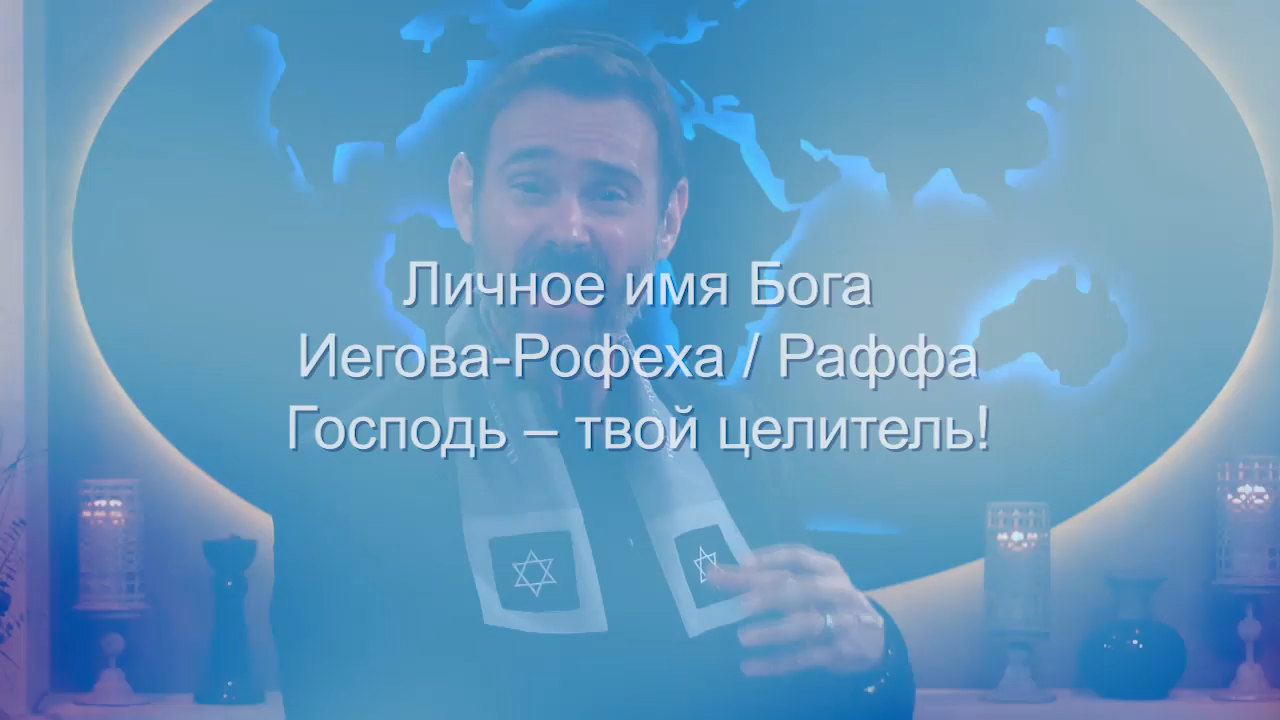 Личное имя Бога
Иегова-Рофеха / Раффа
Господь – твой целитель!